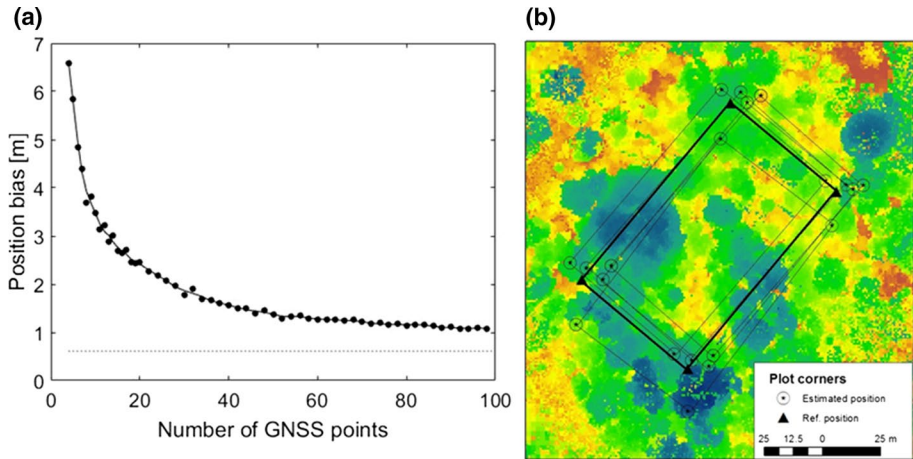 (a)
7
6
5
4
3
2
1
0
Position bias [m]
0 20 40 60 80 100
Number of GNSS points
(b)
Plot corners
Estimated position
Ref. position
25 12.5 0 25 m